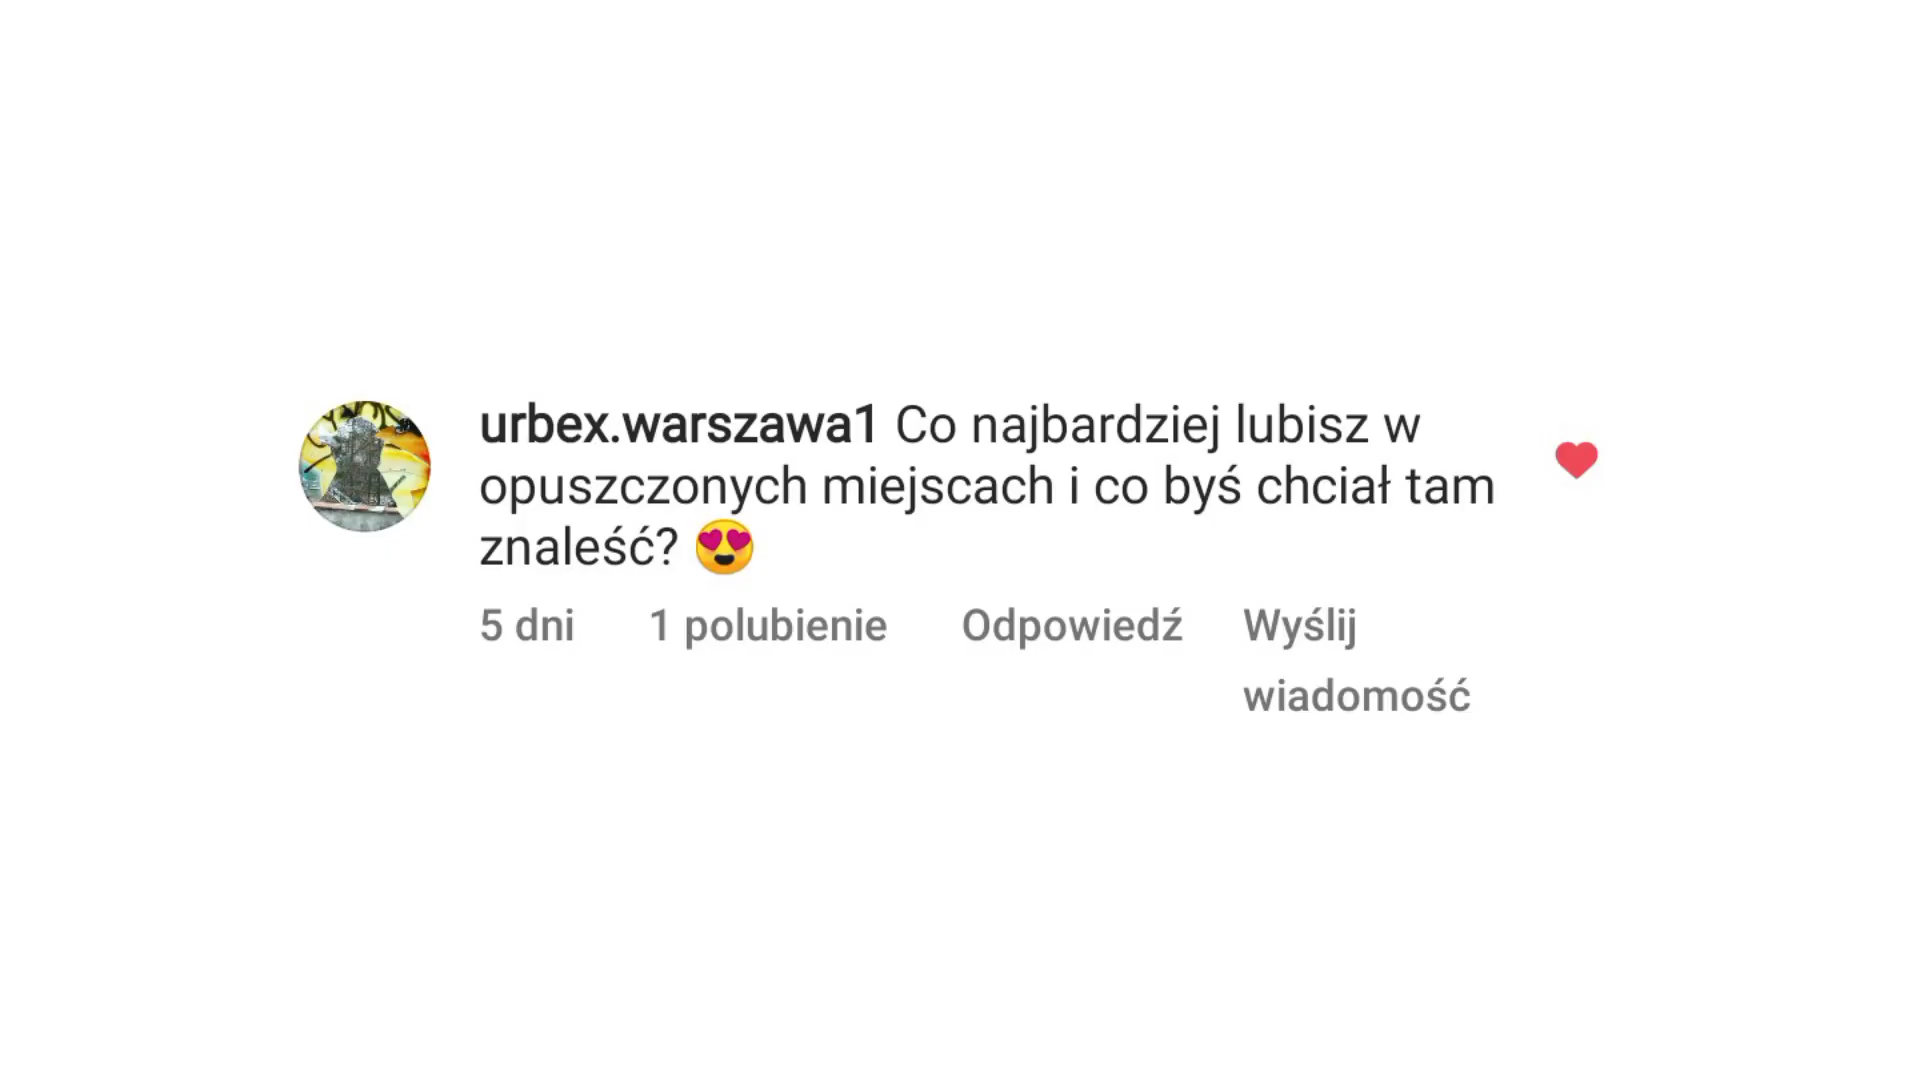 urbex.warszawa1 Co najbardziej lubisz w
opuszczonych miejscach i co byś chciał tam
znaleść? 😍
5 dni 1 polubienie Odpowiedź Wyślij
wiadomość